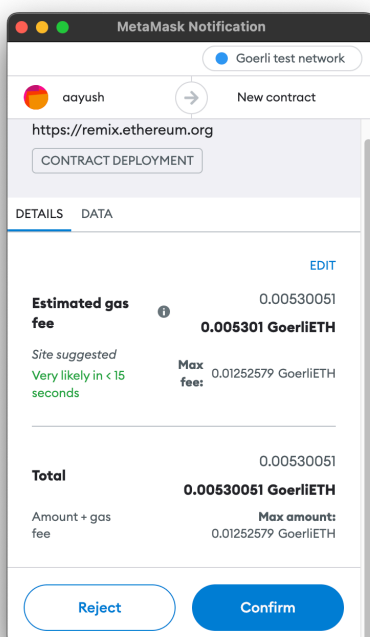 MetaMask Notification
Goerli test network
aayush
New contract
https://remix.ethereum.org
CONTRACT DEPLOYMENT
DETAILS
DATA
EDIT
Estimated gas
fee
0.00530051
0.005301 GoerliETH
Site suggested
Very likely in < 15
seconds
Max
fee:
0.01252579 GoerliETH
Total
0.00530051
0.00530051 GoerliETH
Amount + gas
fee
Max amount:
0.01252579 GoerliETH
Reject
Confirm